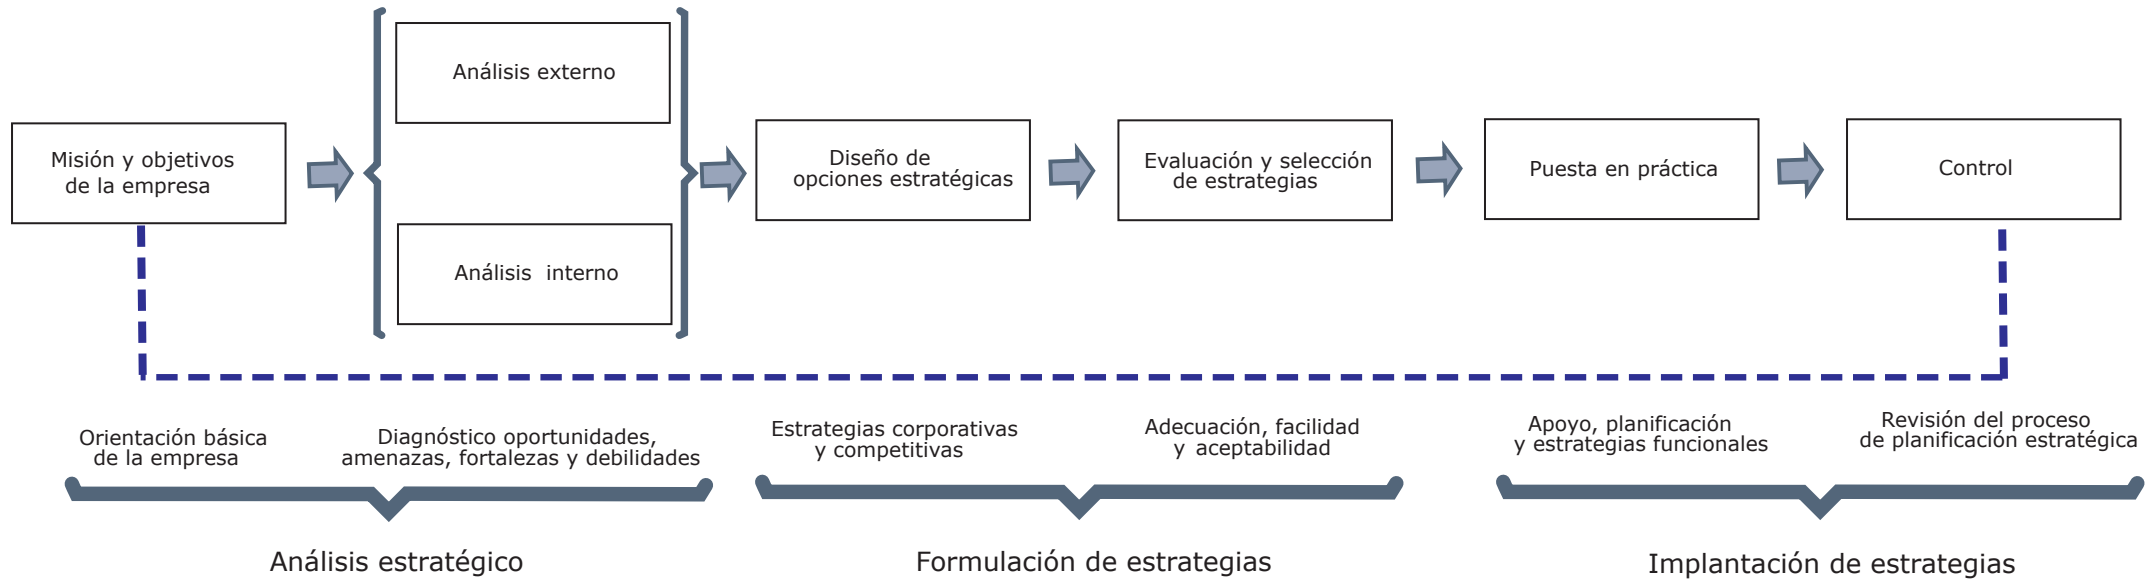 Análisis externo
Misión y objetivos
de la empresa
Análisis interno
Diseño de
opciones estratégicas
Evaluación y selección
de estrategias
Puesta en práctica
Control
Orientación básica
de la empresa
Diagnóstico oportunidades,
amenazas, fortalezas y debilidades
Estrategias corporativas
y competitivas
Adecuación, facilidad
y aceptabilidad
Apoyo, planificación
y estrategias funcionales
Revisión del proceso
de planificación estratégica
Análisis estratégico
Formulación de estrategias
Implantación de estrategias